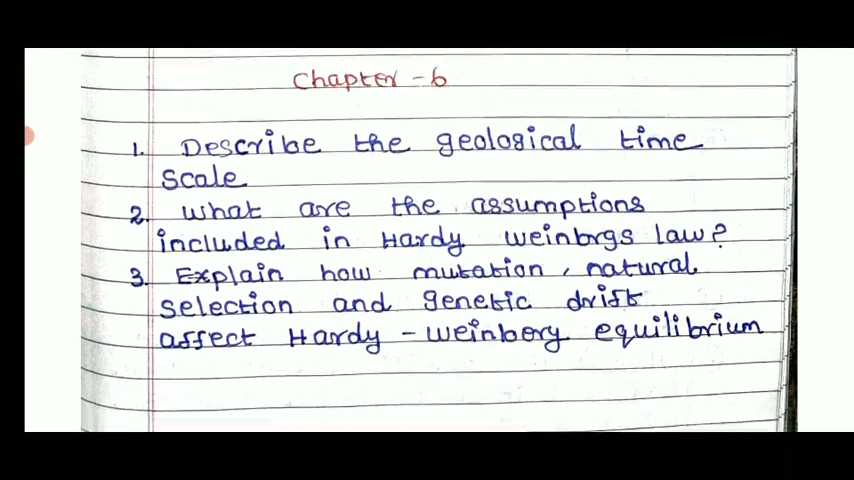 Chapter - 6
1. Describe the geological time
Scale
2. what are the assumptions
included in Hardy weinbrgs law?
3. Explain how mutation, natural
selection and genetic drift
affect Hardy - weinbery equilibrium